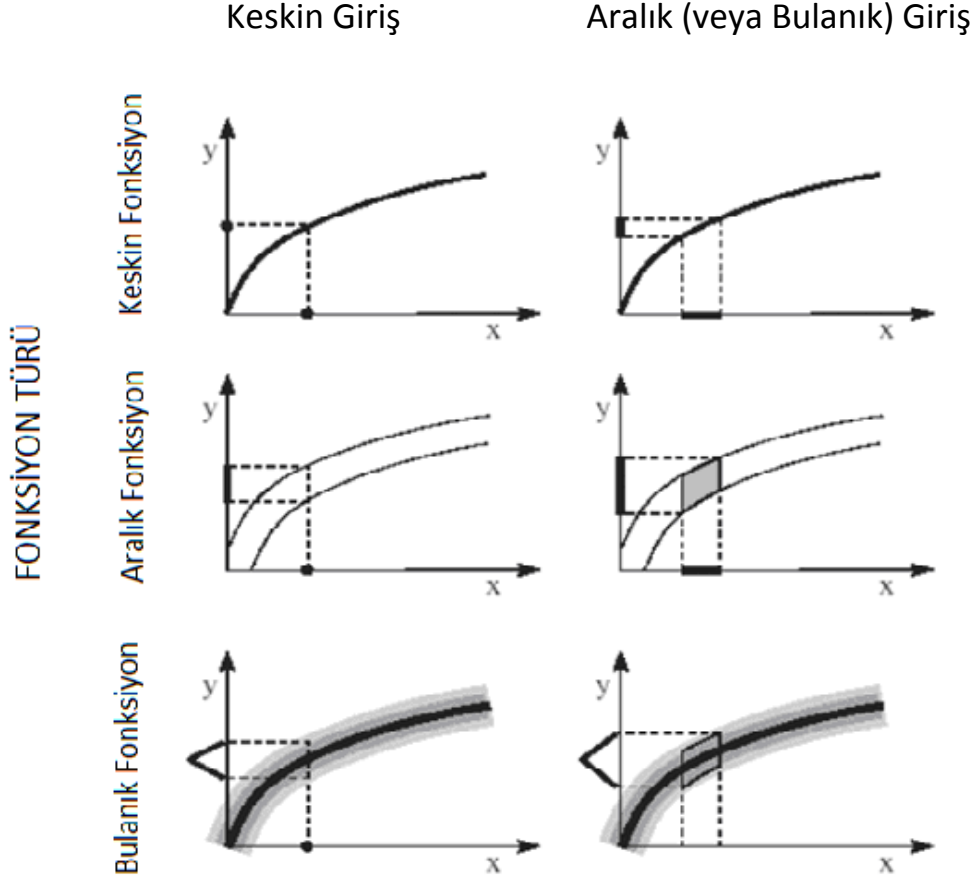 Keskin Giriş
Aralık (veya Bulanık) Giriş
FONKSİYON TÜRÜ
Keskin Fonksiyon
y
x
y
x
Aralık Fonksiyon
y
x
y
x
Bulanık Fonksiyon
y
x
y
x